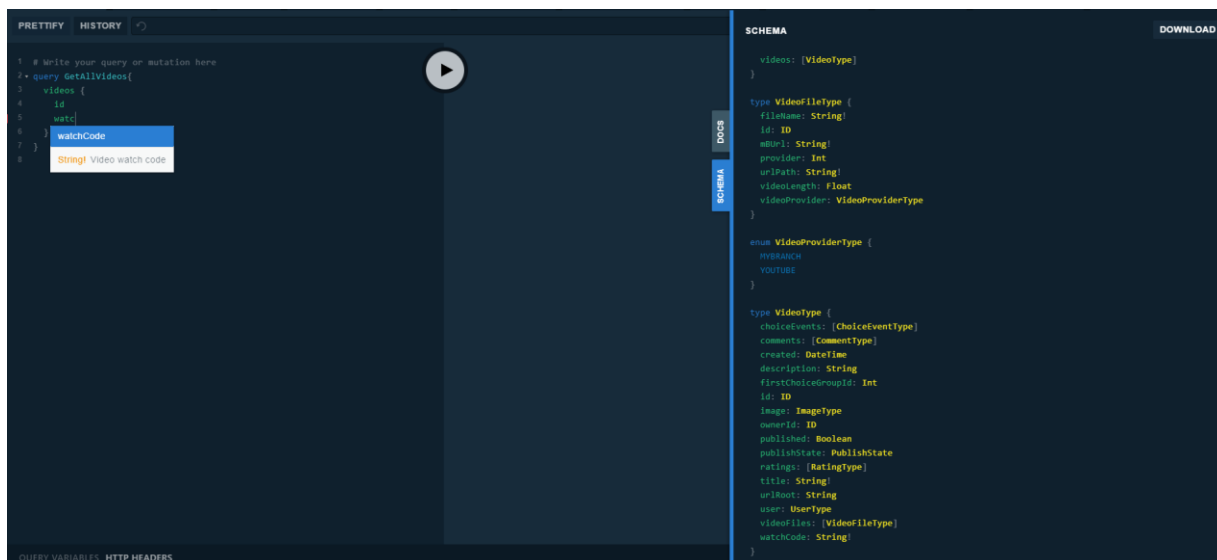 PRETTIFY HISTORY
1 # Write your query or mutation here
2 query GetAllVideos{
3 videos {
4 id
5 watc
6 }
7 }
8
watchCode
String! Video watch code
DOCS
SCHEMA
QUERY VARIABLES HTTP HEADERS
SCHEMA DOWNLOAD
videos: [VideoType]
}
type VideoFileType {
fileName: String!
id: ID
mBUrl: String!
provider: Int
urlPath: String!
videoLength: Float
videoProvider: VideoProviderType
}
enum VideoProviderType {
MYBRANCH
YOUTUBE
}
type VideoType {
choiceEvents: [ChoiceEventType]
comments: [CommentType]
created: DateTime
description: String
firstChoiceGroupId: Int
id: ID
image: ImageType
ownerId: ID
published: Boolean
publishState: PublishState
ratings: [RatingType]
title: String!
urlRoot: String
user: UserType
videoFiles: [VideoFileType]
watchCode: String!
}